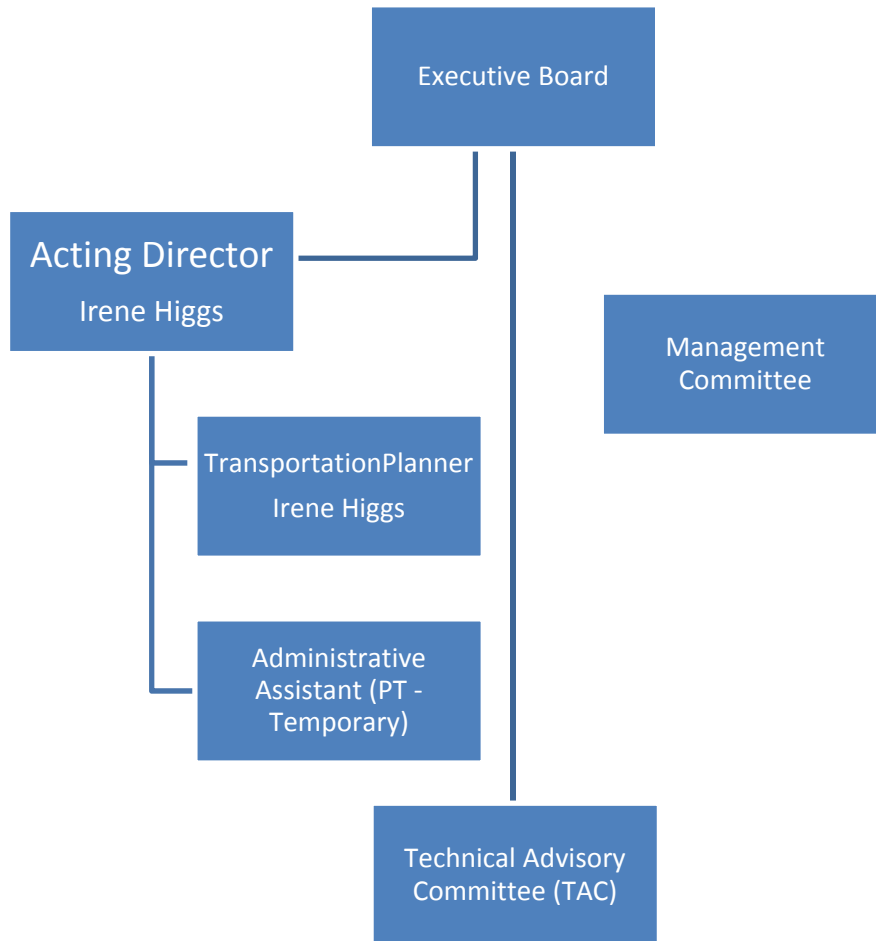 Executive Board
Acting Director
Irene Higgs
Management
Committee
TransportationPlanner
Irene Higgs
Administrative
Assistant (PT -
Temporary)
Technical Advisory
Committee (TAC)